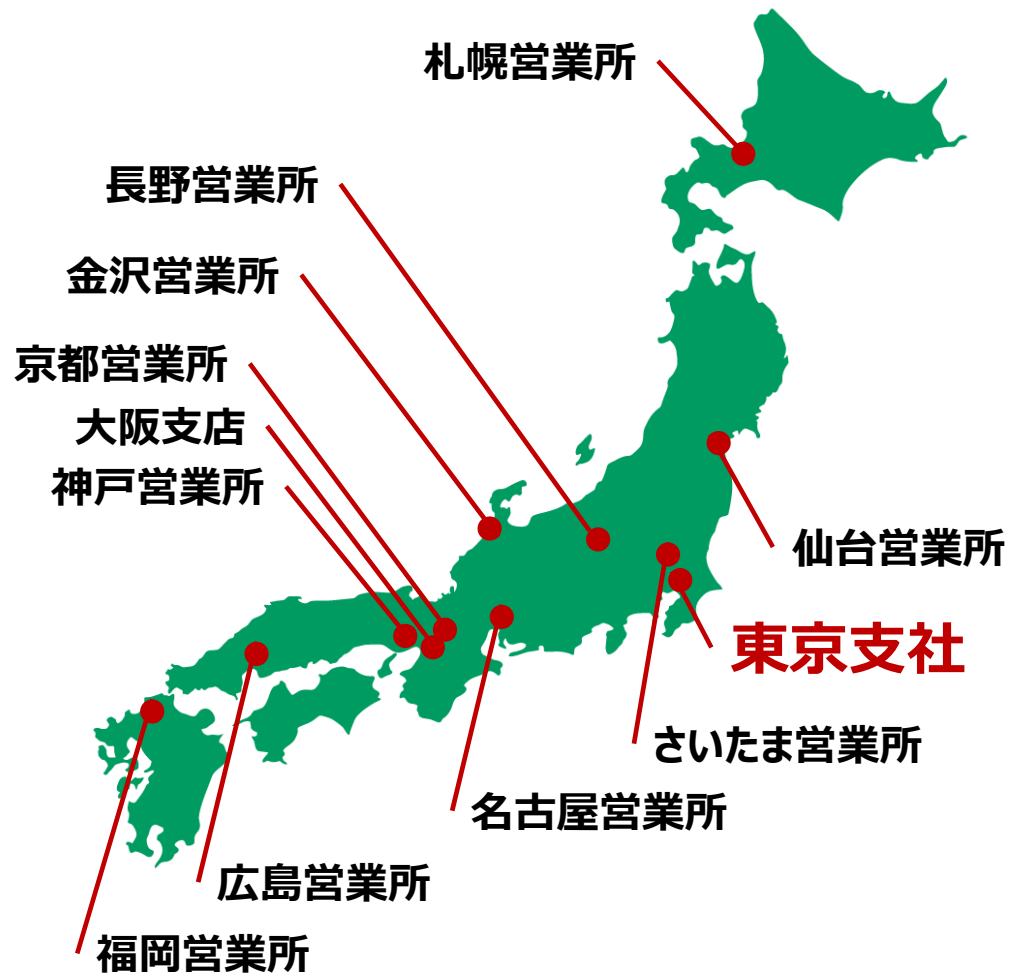 札幌営業所
長野営業所
金沢営業所
京都営業所
大阪支店
神戸営業所
仙台営業所
東京支社
さいたま営業所
名古屋営業所
広島営業所
福岡営業所